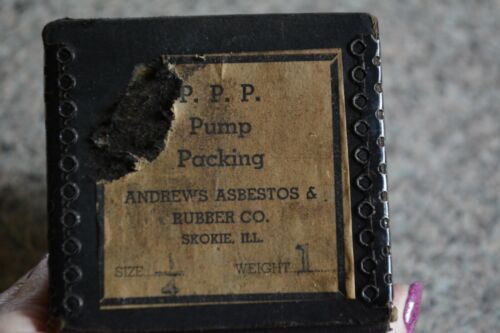 P. P. P.
Pump
Packing
ANDREWS ASBESTOS &
RUBBER CO.
SKOKIE, ILL.
SIZE 1/4 WEIGHT 1